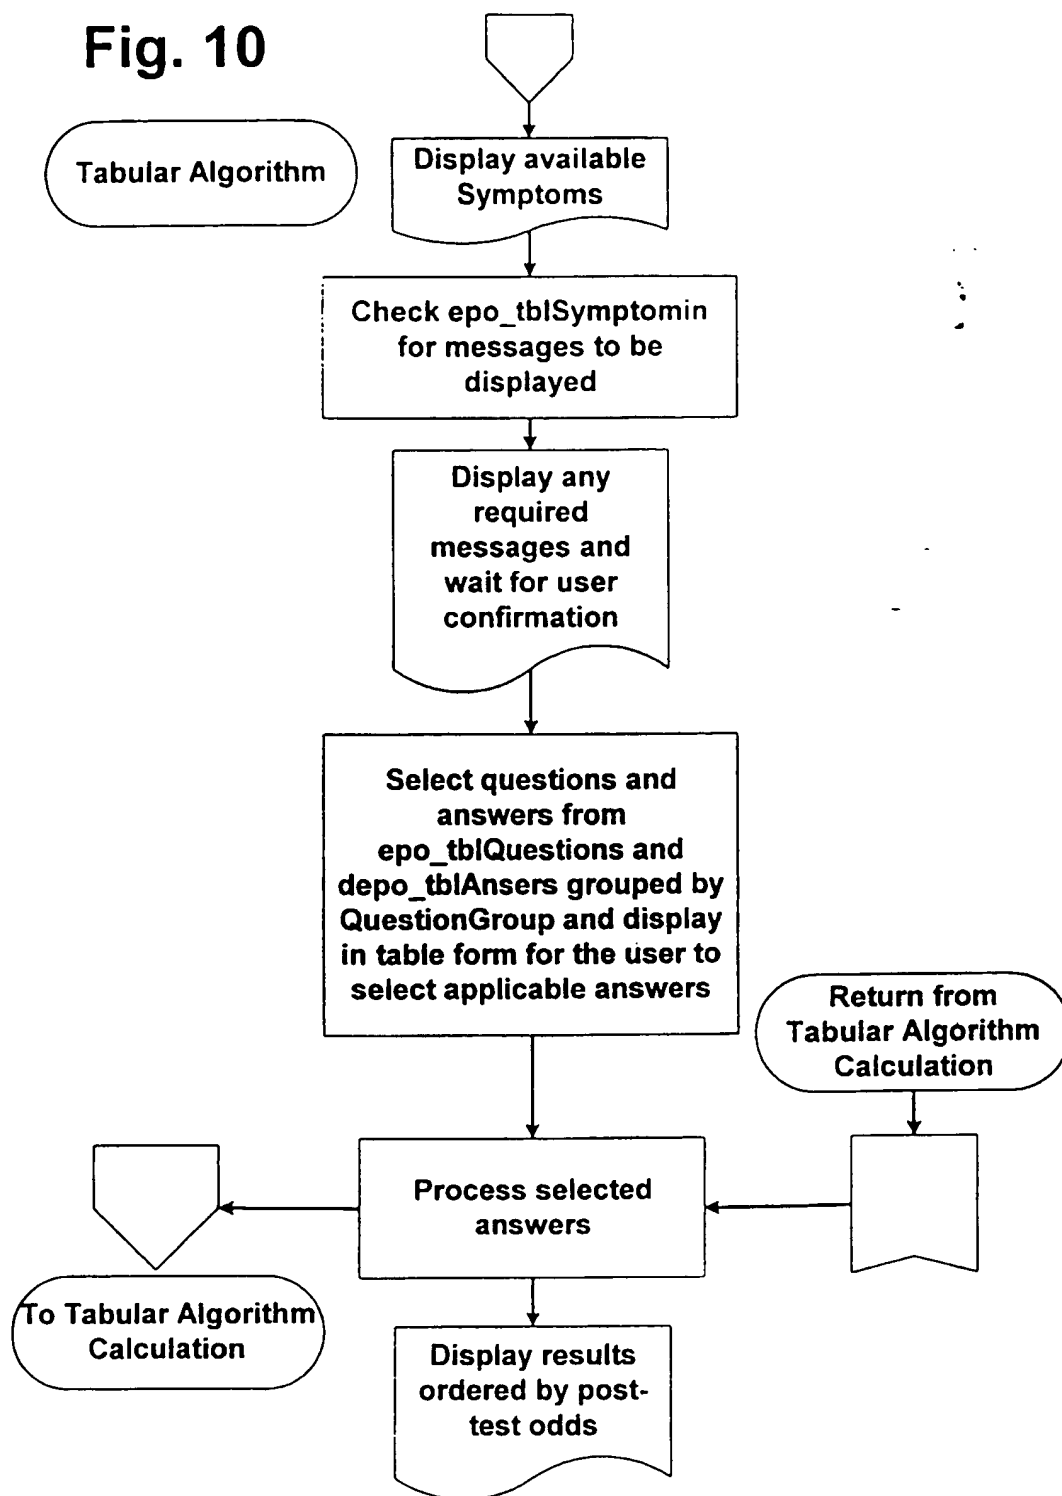 Fig. 10
Tabular Algorithm
Display available
Symptoms
Check epo_tblSymptomin
for messages to be
displayed
Display any
required
messages and
wait for user
confirmation
Select questions and
answers from
epo_tblQuestions and
depo_tblAnsers grouped by
QuestionGroup and display
in table form for the user to
select applicable answers
Return from
Tabular Algorithm
Calculation
Process selected
answers
To Tabular Algorithm
Calculation
Display results
ordered by post-
test odds